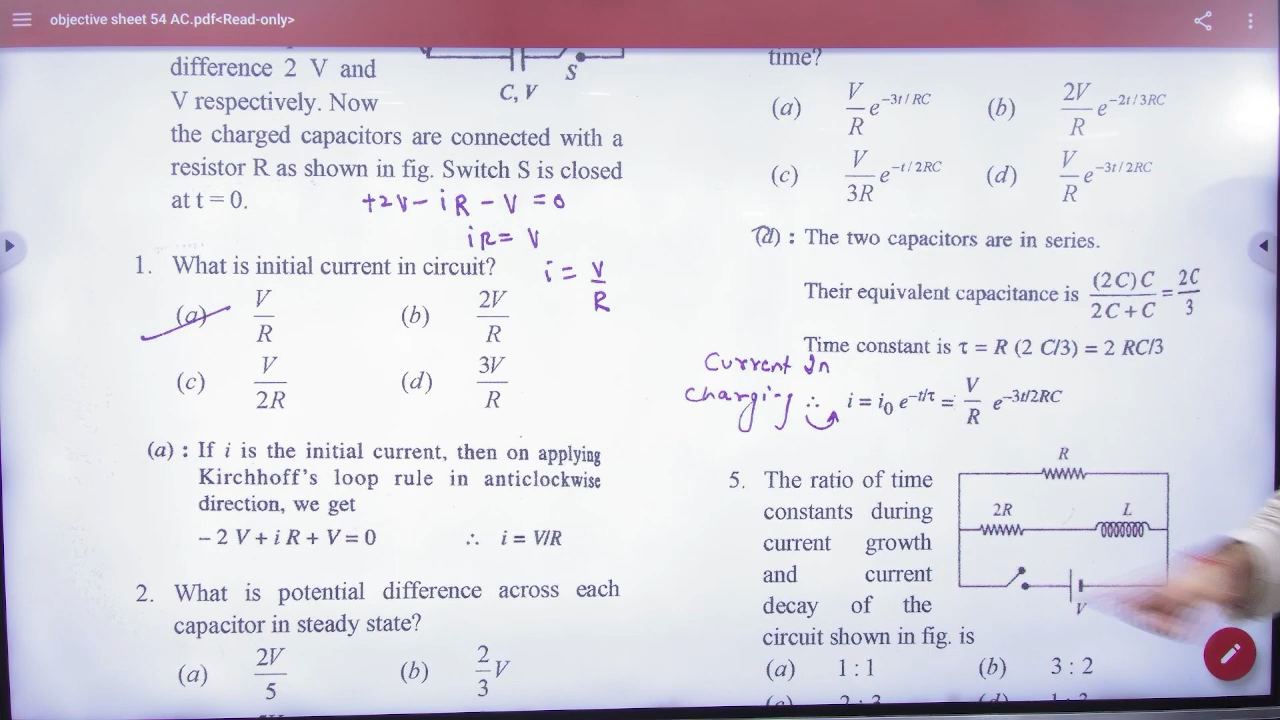 objective sheet 54 AC.pdf<Read-only>
difference 2 V and
V respectively. Now
the charged capacitors are connected with a
resistor R as shown in fig. Switch S is closed
at t = 0.
S
C, V
+2V - iR - V = 0
iR = V
i = V/R
1. What is initial current in circuit?
(a) V/R (b) 2V/R
(c) V/2R (d) 3V/R
(a) : If i is the initial current, then on applying
Kirchhoff's loop rule in anticlockwise
direction, we get
– 2 V + i R + V = 0 ∴ i = V/R
2. What is potential difference across each
capacitor in steady state?
(a) 2V/5 (b) 2/3 V
time?
(a) V/R e^{-3t/RC} (b) 2V/R e^{-2t/3RC}
(c) V/3R e^{-t/2RC} (d) V/R e^{-3t/2RC}
(d) : The two capacitors are in series.
Their equivalent capacitance is (2C)C/2C+C = 2C/3
Time constant is τ = R (2 C/3) = 2 RC/3
Current In
Charging ∴ i = i₀ e^{-t/τ} = V/R e^{-3t/2RC}
5. The ratio of time
constants during
current growth
and current
decay of the
circuit shown in fig. is
R
2R L
V
(a) 1 : 1 (b) 3 : 2